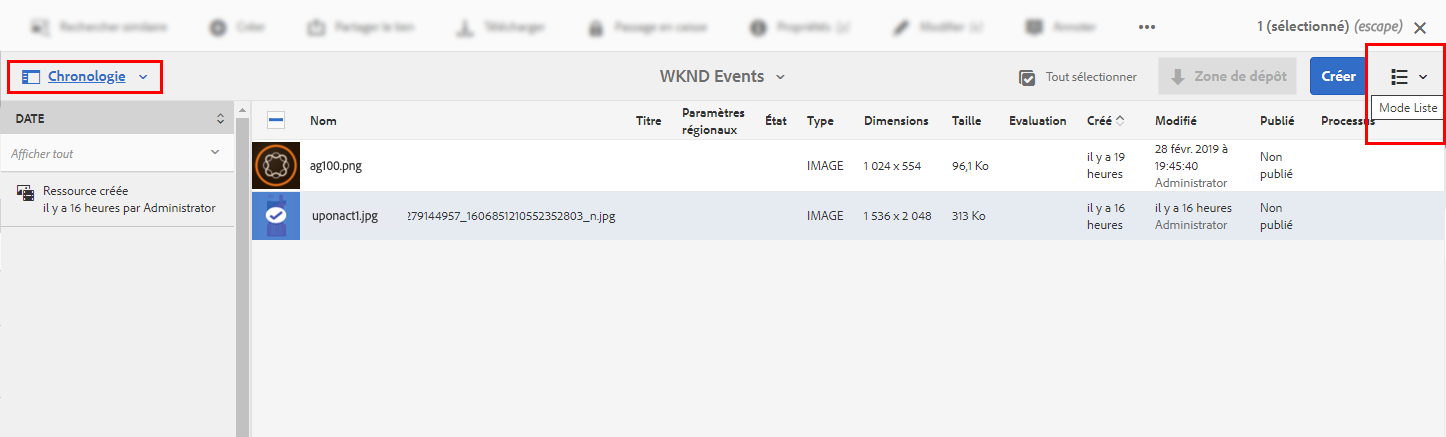 Rechercher similaire Créer Partager le lien Télécharger Passage en caisse Propriétés Modifier Annoter 1 (sélectionné) (escape)
Chronologie WKND Events Tout sélectionner Zone de dépôt Créer
Mode Liste
DATE
Afficher tout
Ressource créée
il y a 16 heures par Administrator
Nom Titre Paramètres régionaux État Type Dimensions Taille Evaluation Créé Modifié Publié Processus
ag100.png IMAGE 1 024 x 554 96,1 Ko il y a 19 heures 28 févr. 2019 à 19:45:40 Administrator Non publié
uponact1.jpg 279144957_1606851210552352803_n.jpg IMAGE 1 536 x 2 048 313 Ko il y a 16 heures il y a 16 heures Administrator Non publié